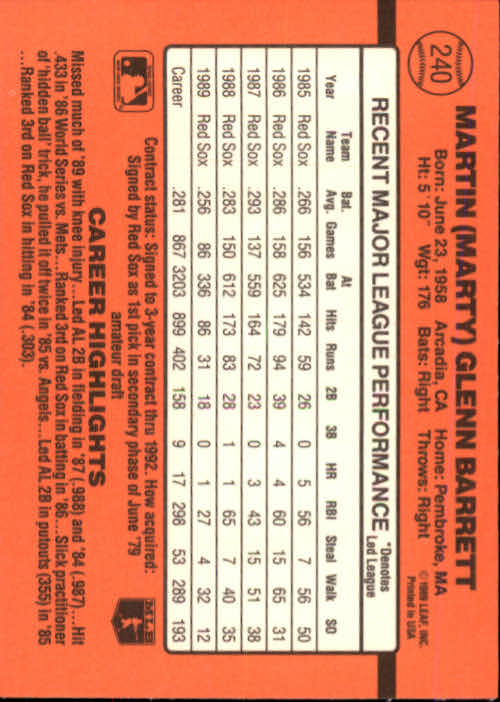 240
MARTIN (MARTY) GLENN BARRETT
Born: June 23, 1958 Arcadia, CA Home: Pembroke, MA
Ht: 5'10" Wgt: 176 Bats: Right Throws: Right
© 1989 LEAF, INC.
Printed in USA
RECENT MAJOR LEAGUE PERFORMANCE *Denotes Led League
Year Team Name Bat. Avg. Games At Bat Hits Runs 2B 3B HR RBI Steal Walk SO
1985 Red Sox .266 156 534 142 59 26 0 5 56 7 56 50
1986 Red Sox .286 158 625 179 94 39 4 4 60 15 65 31
1987 Red Sox .293 137 559 164 72 23 0 3 43 15 51 38
1988 Red Sox .283 150 612 173 83 28 1 1 65 7 40 35
1989 Red Sox .256 86 336 86 31 18 0 1 27 4 32 12
Career .281 867 3203 899 402 158 9 17 298 53 289 193
Contract status: Signed to 3-year contract thru 1992. How acquired:
Signed by Red Sox as 1st pick in secondary phase of June '79
amateur draft
MLB
CAREER HIGHLIGHTS
Missed much of '89 with knee injury...Led AL 2B in fielding in '87 (.988) and '84 (.987)...Hit
.433 in '86 World Series vs. Mets...Ranked 3rd on Red Sox in batting in '86...Slick practitioner
of 'hidden ball' trick, he pulled it off twice in '85 vs. Angels...Led AL 2B in putouts (355) in '85
...Ranked 3rd on Red Sox in hitting in '84 (.303).